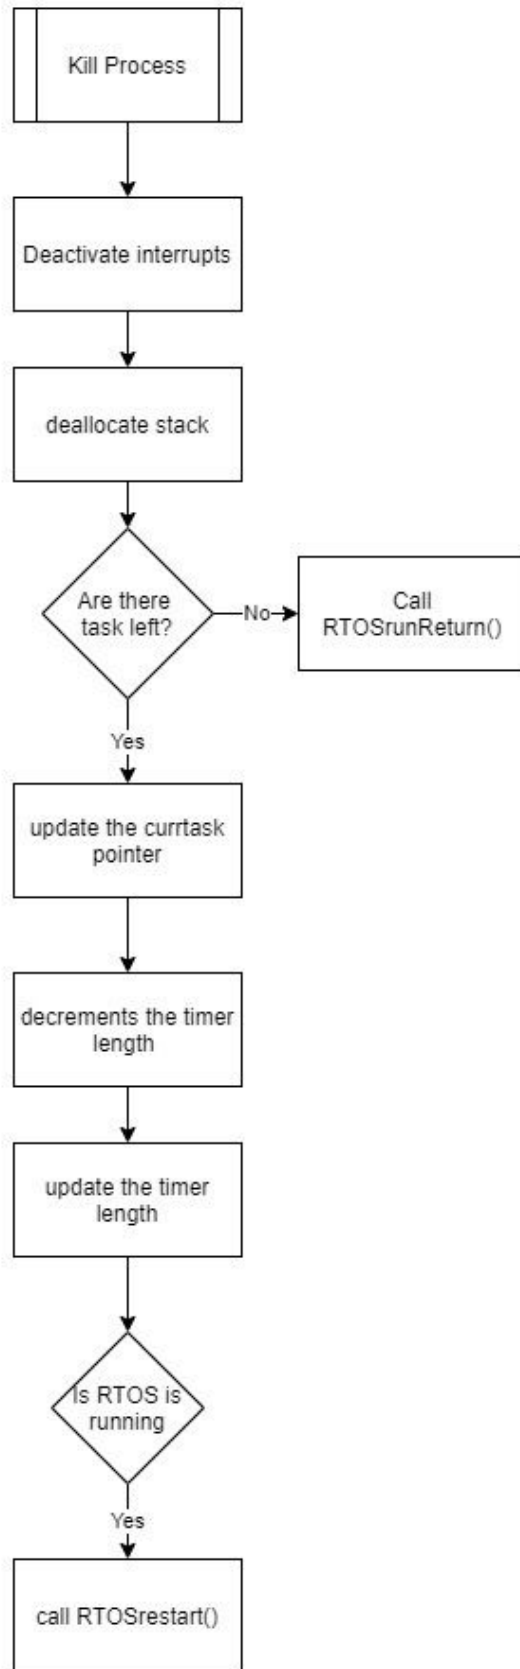 Kill Process
Deactivate interrupts
deallocate stack
Are there
task left?
No
Call
RTOSrunReturn()
Yes
update the currtask
pointer
decrements the timer
length
update the timer
length
Is RTOS is
running
Yes
call RTOSrestart()